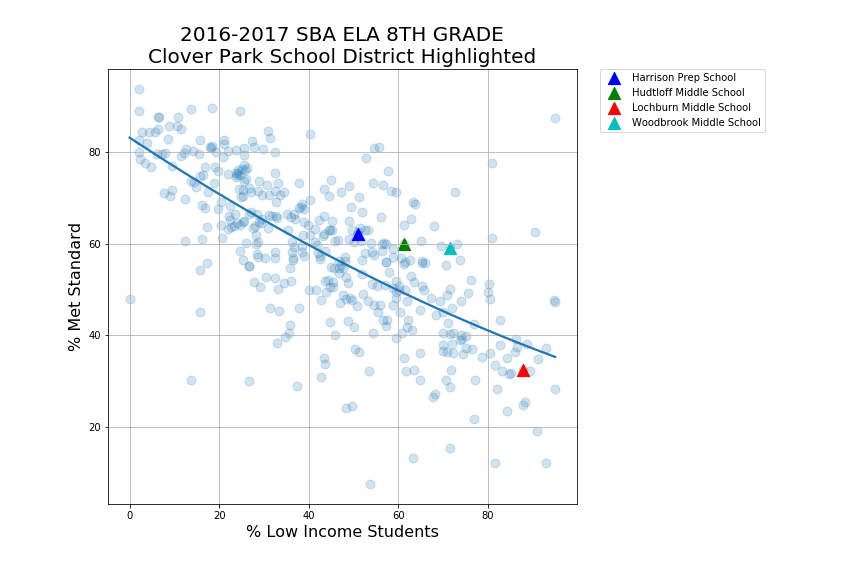 2016-2017 SBA ELA 8TH GRADE
Clover Park School District Highlighted
Harrison Prep School
Hudtloff Middle School
Lochburn Middle School
Woodbrook Middle School
% Met Standard
80
60
40
20
0 20 40 60 80
% Low Income Students